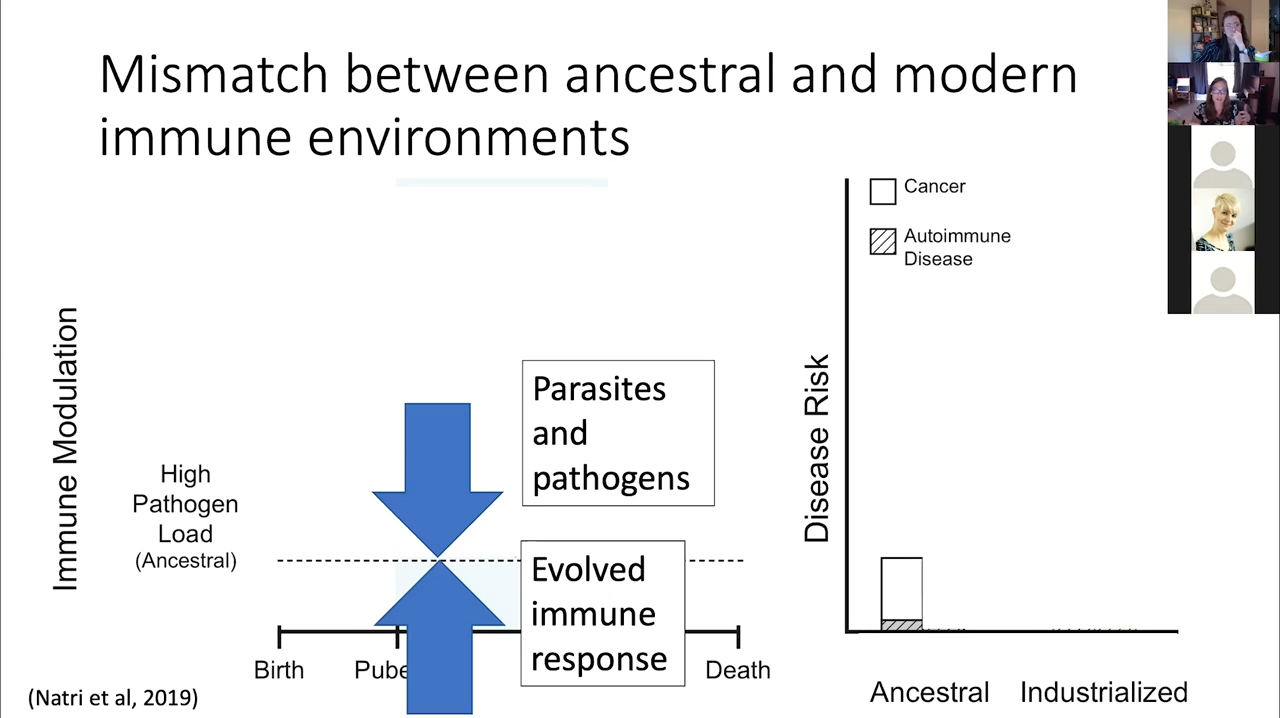 Mismatch between ancestral and modern
immune environments
Immune Modulation
High
Pathogen
Load
(Ancestral)
Parasites
and
pathogens
Evolved
immune
response
Birth
Pube
Death
(Natri et al, 2019)
Cancer
Autoimmune
Disease
Disease Risk
Ancestral
Industrialized